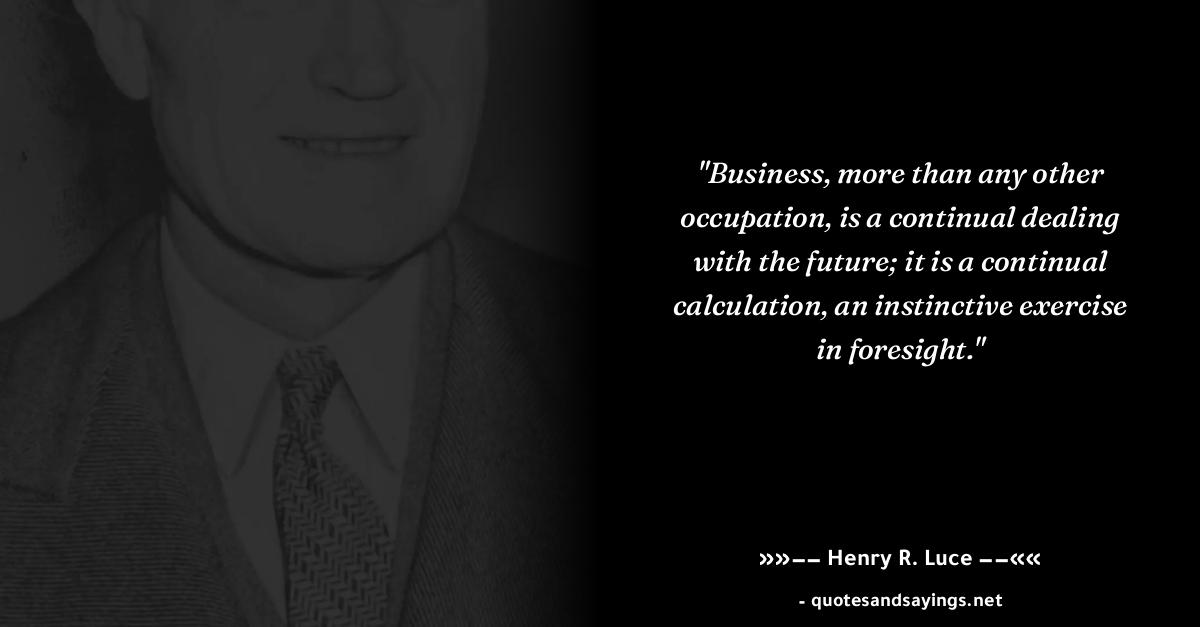 "Business, more than any other
occupation, is a continual dealing
with the future; it is a continual
calculation, an instinctive exercise
in foresight."
»»−− Henry R. Luce −−««
- quotesandsayings.net